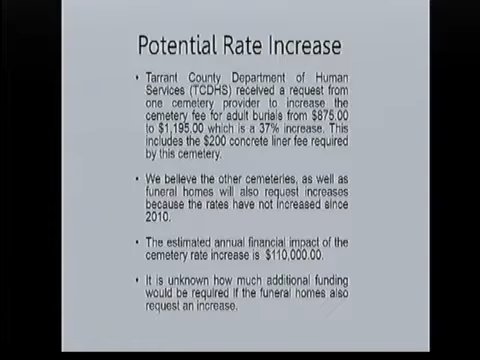 Potential Rate Increase
• Tarrant County Department of Human
Services (TCDHS) received a request from
one cemetery provider to increase the
cemetery fee for adult burials from $875.00
to $1,195.00 which is a 37% increase. This
includes the $200 concrete liner fee required
by this cemetery.
• We believe the other cemeteries, as well as
funeral homes will also request increases
because the rates have not increased since
2010.
• The estimated annual financial impact of the
cemetery rate increase is $110,000.00.
• It is unknown how much additional funding
would be required if the funeral homes also
request an increase.